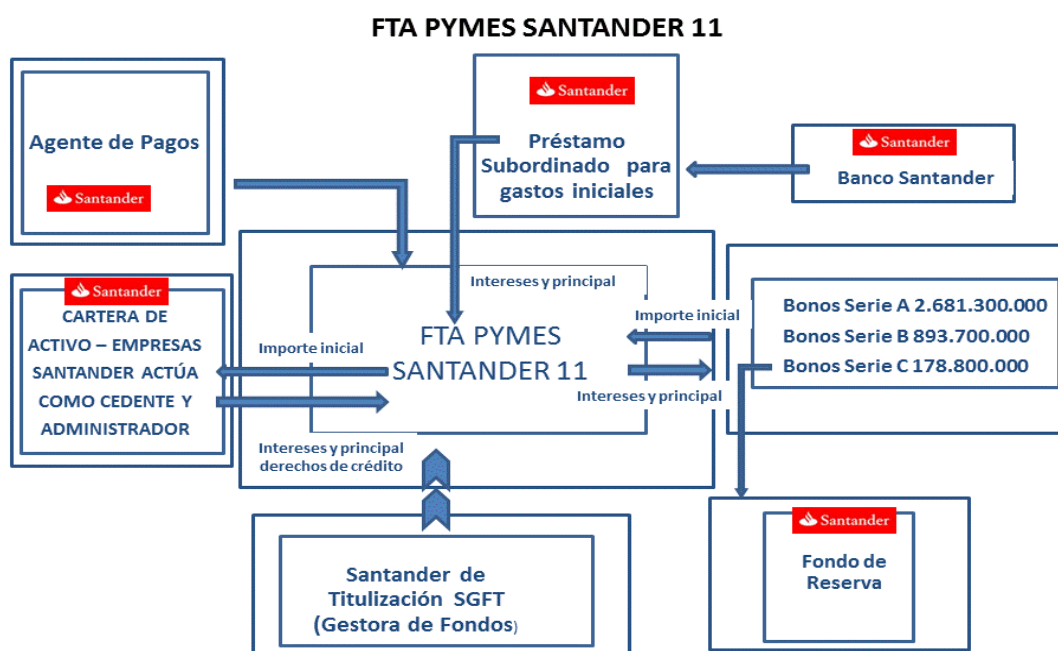 FTA PYMES SANTANDER 11
Agente de Pagos
Santander
Santander
Préstamo
Subordinado para
gastos iniciales
Santander
Banco Santander
Santander
CARTERA DE
ACTIVO – EMPRESAS
SANTANDER ACTÚA
COMO CEDENTE Y
ADMINISTRADOR
Importe inicial
Intereses y principal
derechos de crédito
Intereses y principal
FTA PYMES
SANTANDER 11
Importe inicial
Intereses y principal
Bonos Serie A 2.681.300.000
Bonos Serie B 893.700.000
Bonos Serie C 178.800.000
Santander de
Titulización SGFT
(Gestora de Fondos)
Santander
Fondo de
Reserva